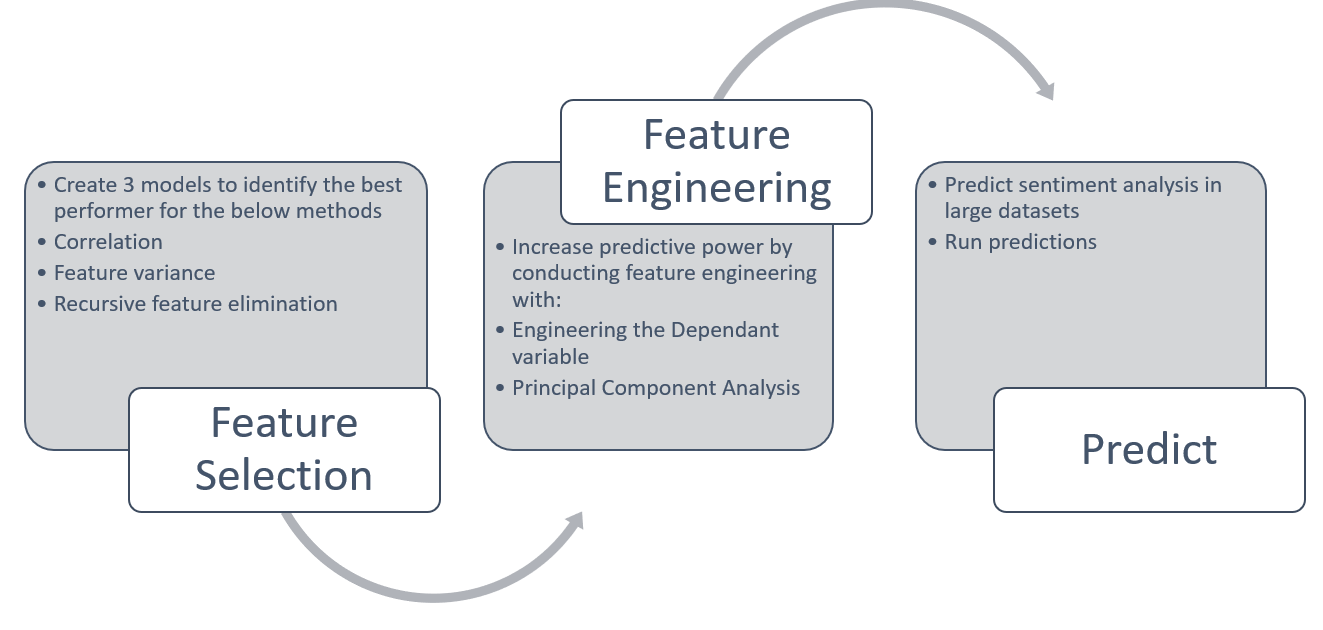 • Create 3 models to identify the best
performer for the below methods
• Correlation
• Feature variance
• Recursive feature elimination
Feature
Selection
Feature
Engineering
• Increase predictive power by
conducting feature engineering
with:
• Engineering the Dependant
variable
• Principal Component Analysis
• Predict sentiment analysis in
large datasets
• Run predictions
Predict